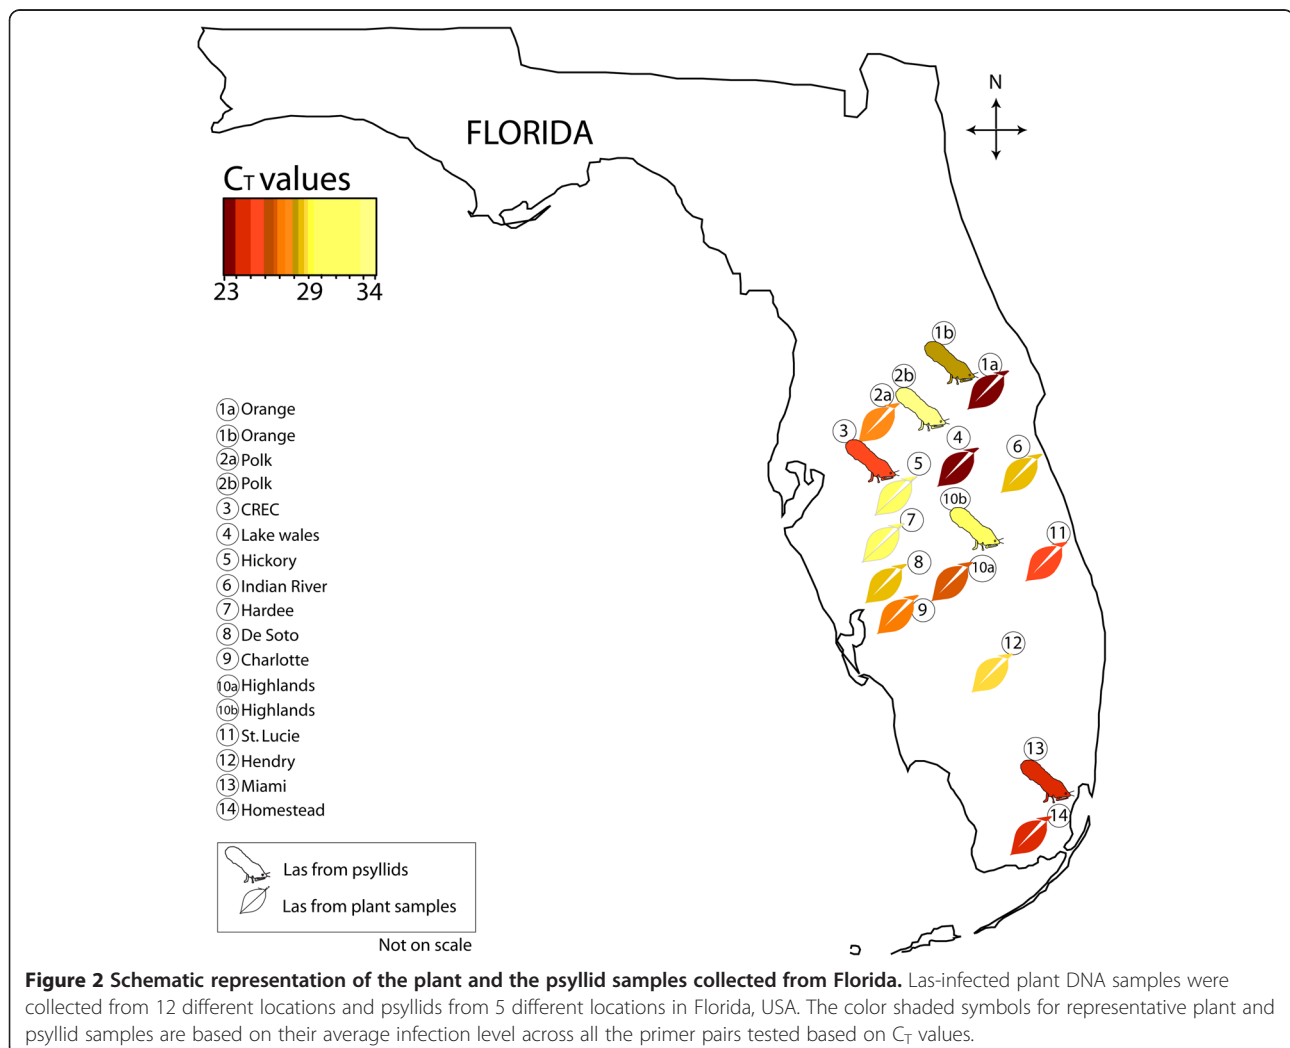 FLORIDA
N
CT values
23 29 34
1b
1a
2b
2a
3
4
6
5
10b
7
11
8
10a
9
12
13
14
1a Orange
1b Orange
2a Polk
2b Polk
3 CREC
4 Lake wales
5 Hickory
6 Indian River
7 Hardee
8 De Soto
9 Charlotte
10a Highlands
10b Highlands
11 St. Lucie
12 Hendry
13 Miami
14 Homestead
Las from psyllids
Las from plant samples
Not on scale
Figure 2 Schematic representation of the plant and the psyllid samples collected from Florida. Las-infected plant DNA samples were
collected from 12 different locations and psyllids from 5 different locations in Florida, USA. The color shaded symbols for representative plant and
psyllid samples are based on their average infection level across all the primer pairs tested based on CT values.